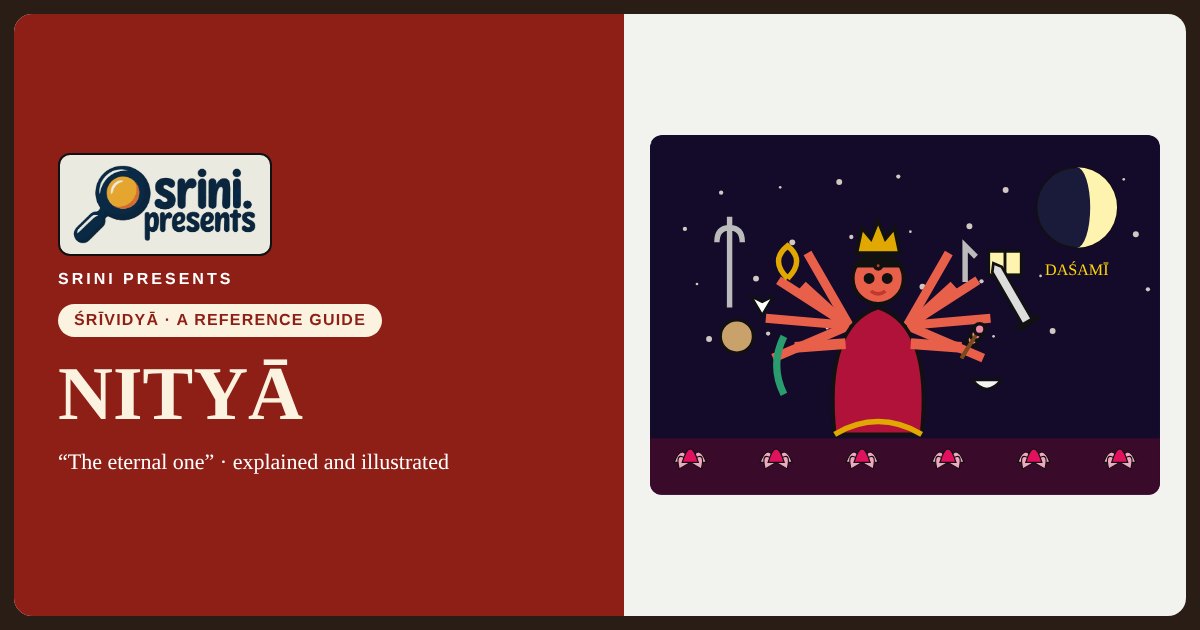 srini.
presents
SRINI PRESENTS
ŚRĪVIDYĀ · A REFERENCE GUIDE
NITYĀ
“The eternal one” · explained and illustrated
DAŚAMĪ